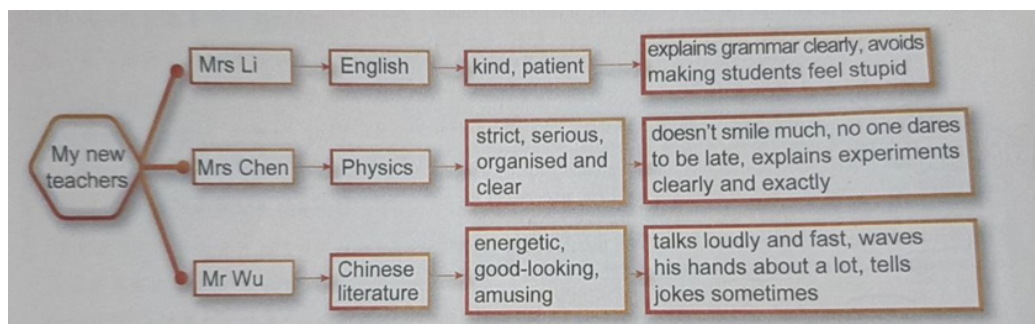 My new
teachers
Mrs Li
English
kind, patient
explains grammar clearly, avoids
making students feel stupid
Mrs Chen
Physics
strict, serious,
organised and
clear
doesn't smile much, no one dares
to be late, explains experiments
clearly and exactly
Mr Wu
Chinese
literature
energetic,
good-looking,
amusing
talks loudly and fast, waves
his hands about a lot, tells
jokes sometimes